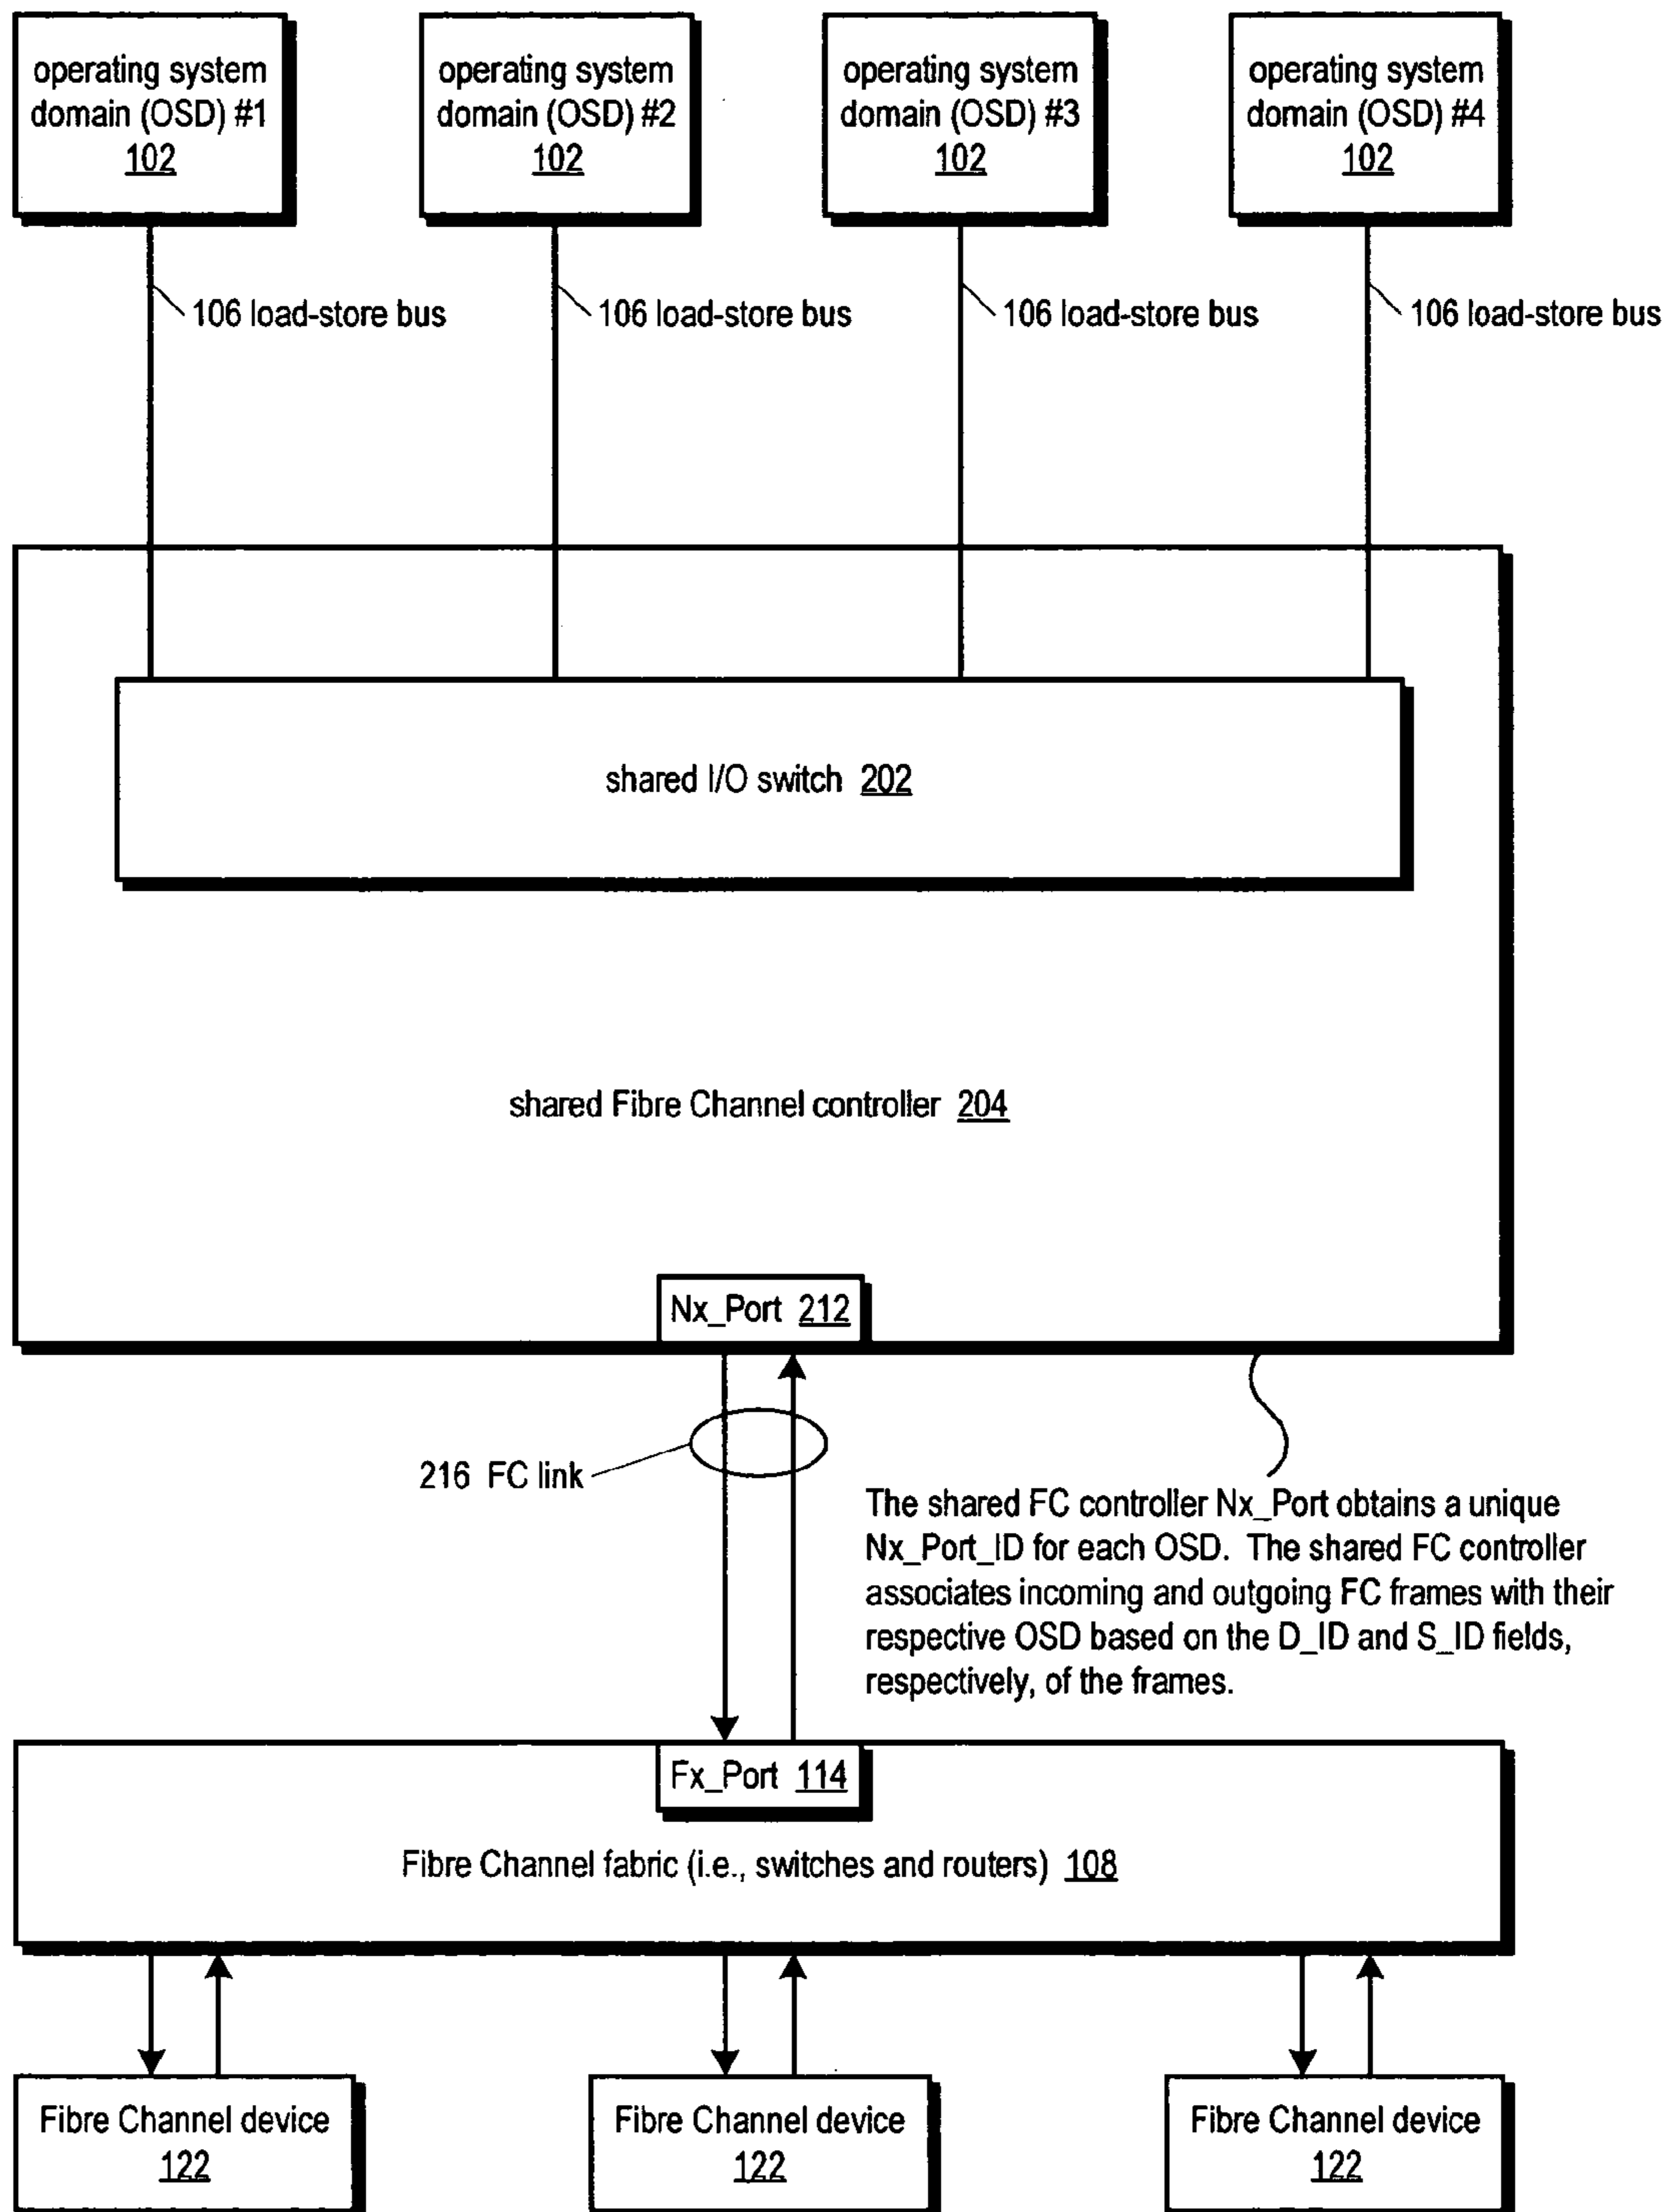 operating system
domain (OSD) #1
102
operating system
domain (OSD) #2
102
operating system
domain (OSD) #3
102
operating system
domain (OSD) #4
102
106 load-store bus
106 load-store bus
106 load-store bus
106 load-store bus
shared I/O switch 202
shared Fibre Channel controller 204
Nx_Port 212
216 FC link
The shared FC controller Nx_Port obtains a unique
Nx_Port_ID for each OSD. The shared FC controller
associates incoming and outgoing FC frames with their
respective OSD based on the D_ID and S_ID fields,
respectively, of the frames.
Fx_Port 114
Fibre Channel fabric (i.e., switches and routers) 108
Fibre Channel device
122
Fibre Channel device
122
Fibre Channel device
122